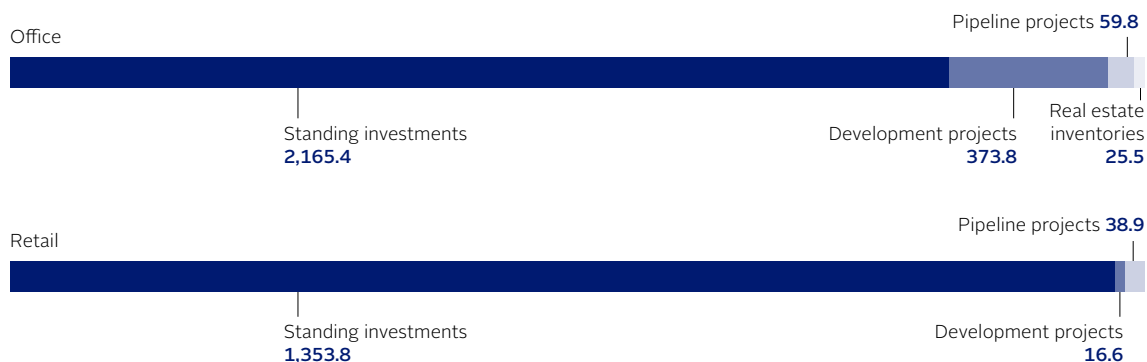 Pipeline projects 59.8
Office
Standing investments
2,165.4
Development projects
373.8
Real estate
inventories
25.5
Pipeline projects 38.9
Retail
Standing investments
1,353.8
Development projects
16.6